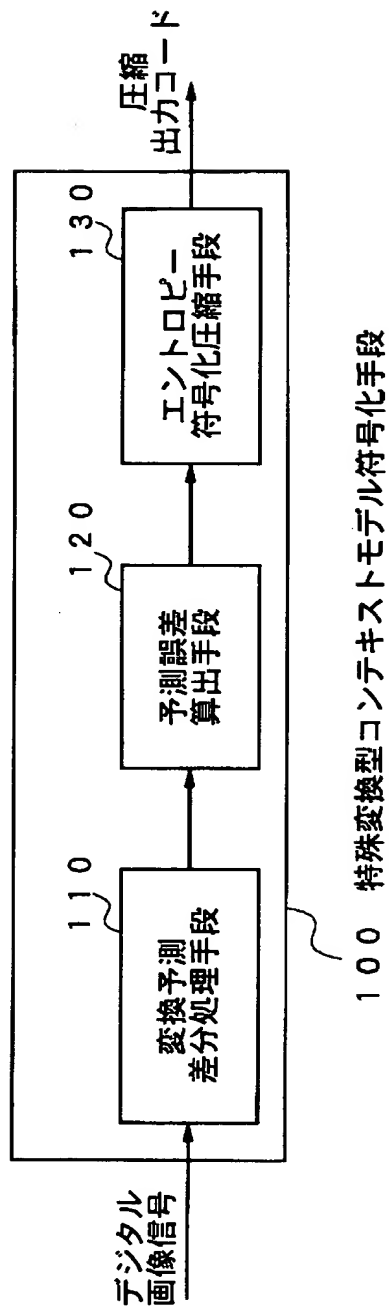 デジタル
画像信号
110
変換予測
差分処理手段
120
予測誤差
算出手段
130
エントロピー
符号化圧縮手段
圧縮
出力コード
100 特殊変換型コンテキストモデル符号化手段